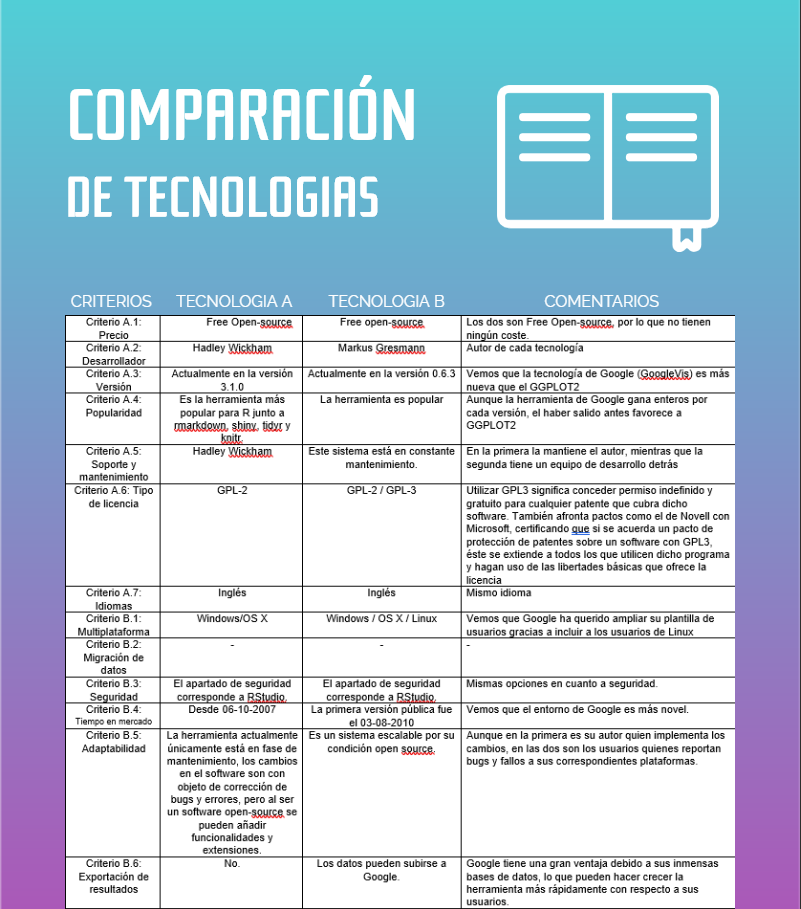 COMPARACIÓN
DE TECNOLOGIAS
CRITERIOS TECNOLOGIA A TECNOLOGIA B COMENTARIOS
Criterio A.1:
Precio
Free Open-source
Free open-source
Los dos son Free Open-source, por lo que no tienen
ningún coste.
Criterio A.2:
Desarrollador
Hadley Wickham
Markus Gresmann
Autor de cada tecnología
Criterio A.3:
Versión
Actualmente en la versión
3.1.0
Actualmente en la versión 0.6.3
Vemos que la tecnología de Google (GoogleVis) es más
nueva que el GGPLOT2
Criterio A.4:
Popularidad
Es la herramienta más
popular para R junto a
rmarkdown, shiny, tidyr y
knitr.
La herramienta es popular
Aunque la herramienta de Google gana enteros por
cada versión, el haber salido antes favorece a
GGPLOT2
Criterio A.5:
Soporte y
mantenimiento
Hadley Wickham
Este sistema está en constante
mantenimiento.
En la primera la mantiene el autor, mientras que la
segunda tiene un equipo de desarrollo detrás
Criterio A.6: Tipo
de licencia
GPL-2
GPL-2 / GPL-3
Utilizar GPL3 significa conceder permiso indefinido y
gratuito para cualquier patente que cubra dicho
software. También afronta pactos como el de Novell con
Microsoft, certificando que si se acuerda un pacto de
protección de patentes sobre un software con GPL3,
éste se extiende a todos los que utilicen dicho programa
y hagan uso de las libertades básicas que ofrece la
licencia
Criterio A.7:
Idiomas
Inglés
Inglés
Mismo idioma
Criterio B.1:
Multiplataforma
Windows/OS X
Windows / OS X / Linux
Vemos que Google ha querido ampliar su plantilla de
usuarios gracias a incluir a los usuarios de Linux
Criterio B.2:
Migración de
datos
-
-
-
Criterio B.3:
Seguridad
El apartado de seguridad
corresponde a RStudio.
El apartado de seguridad
corresponde a RStudio.
Mismas opciones en cuanto a seguridad.
Criterio B.4:
Tiempo en mercado
Desde 06-10-2007
La primera versión pública fue
el 03-08-2010
Vemos que el entorno de Google es más novel.
Criterio B.5:
Adaptabilidad
La herramienta actualmente
únicamente está en fase de
mantenimiento, los cambios
en el software son con
objeto de corrección de
bugs y errores, pero al ser
un software open-source se
pueden añadir
funcionalidades y
extensiones.
Es un sistema escalable por su
condición open source.
Aunque en la primera es su autor quien implementa los
cambios, en las dos son los usuarios quienes reportan
bugs y fallos a sus correspondientes plataformas.
Criterio B.6:
Exportación de
resultados
No.
Los datos pueden subirse a
Google.
Google tiene una gran ventaja debido a sus inmensas
bases de datos, lo que pueden hacer crecer la
herramienta más rápidamente con respecto a sus
usuarios.